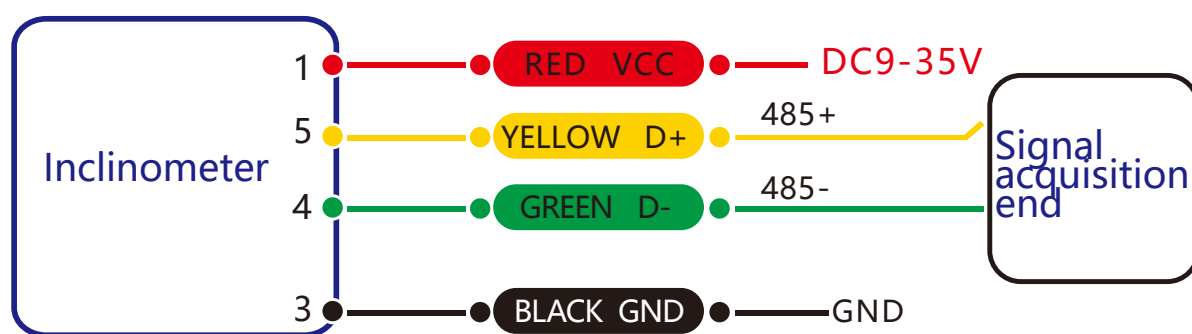 Inclinometer
1
RED VCC
DC9-35V
5
YELLOW D+
485+
4
GREEN D-
485-
3
BLACK GND
GND
Signal
acquisition
end